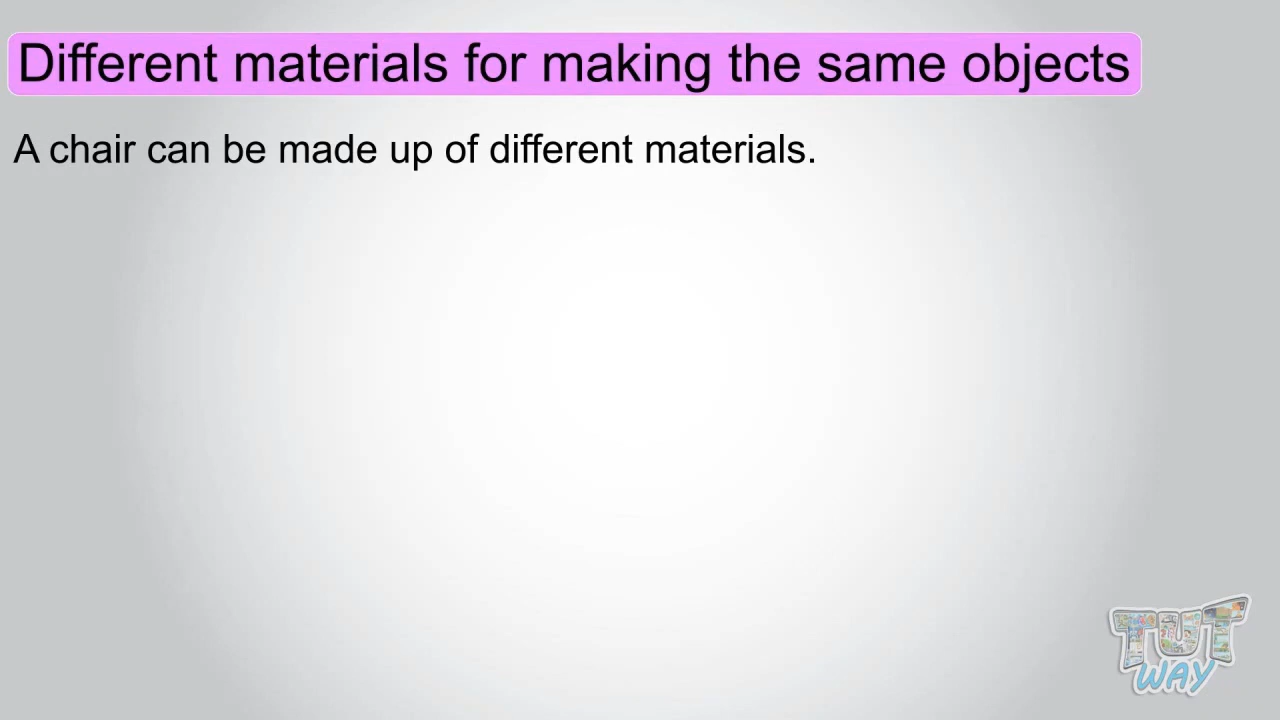 Different materials for making the same objects
A chair can be made up of different materials.
TUT
WAY